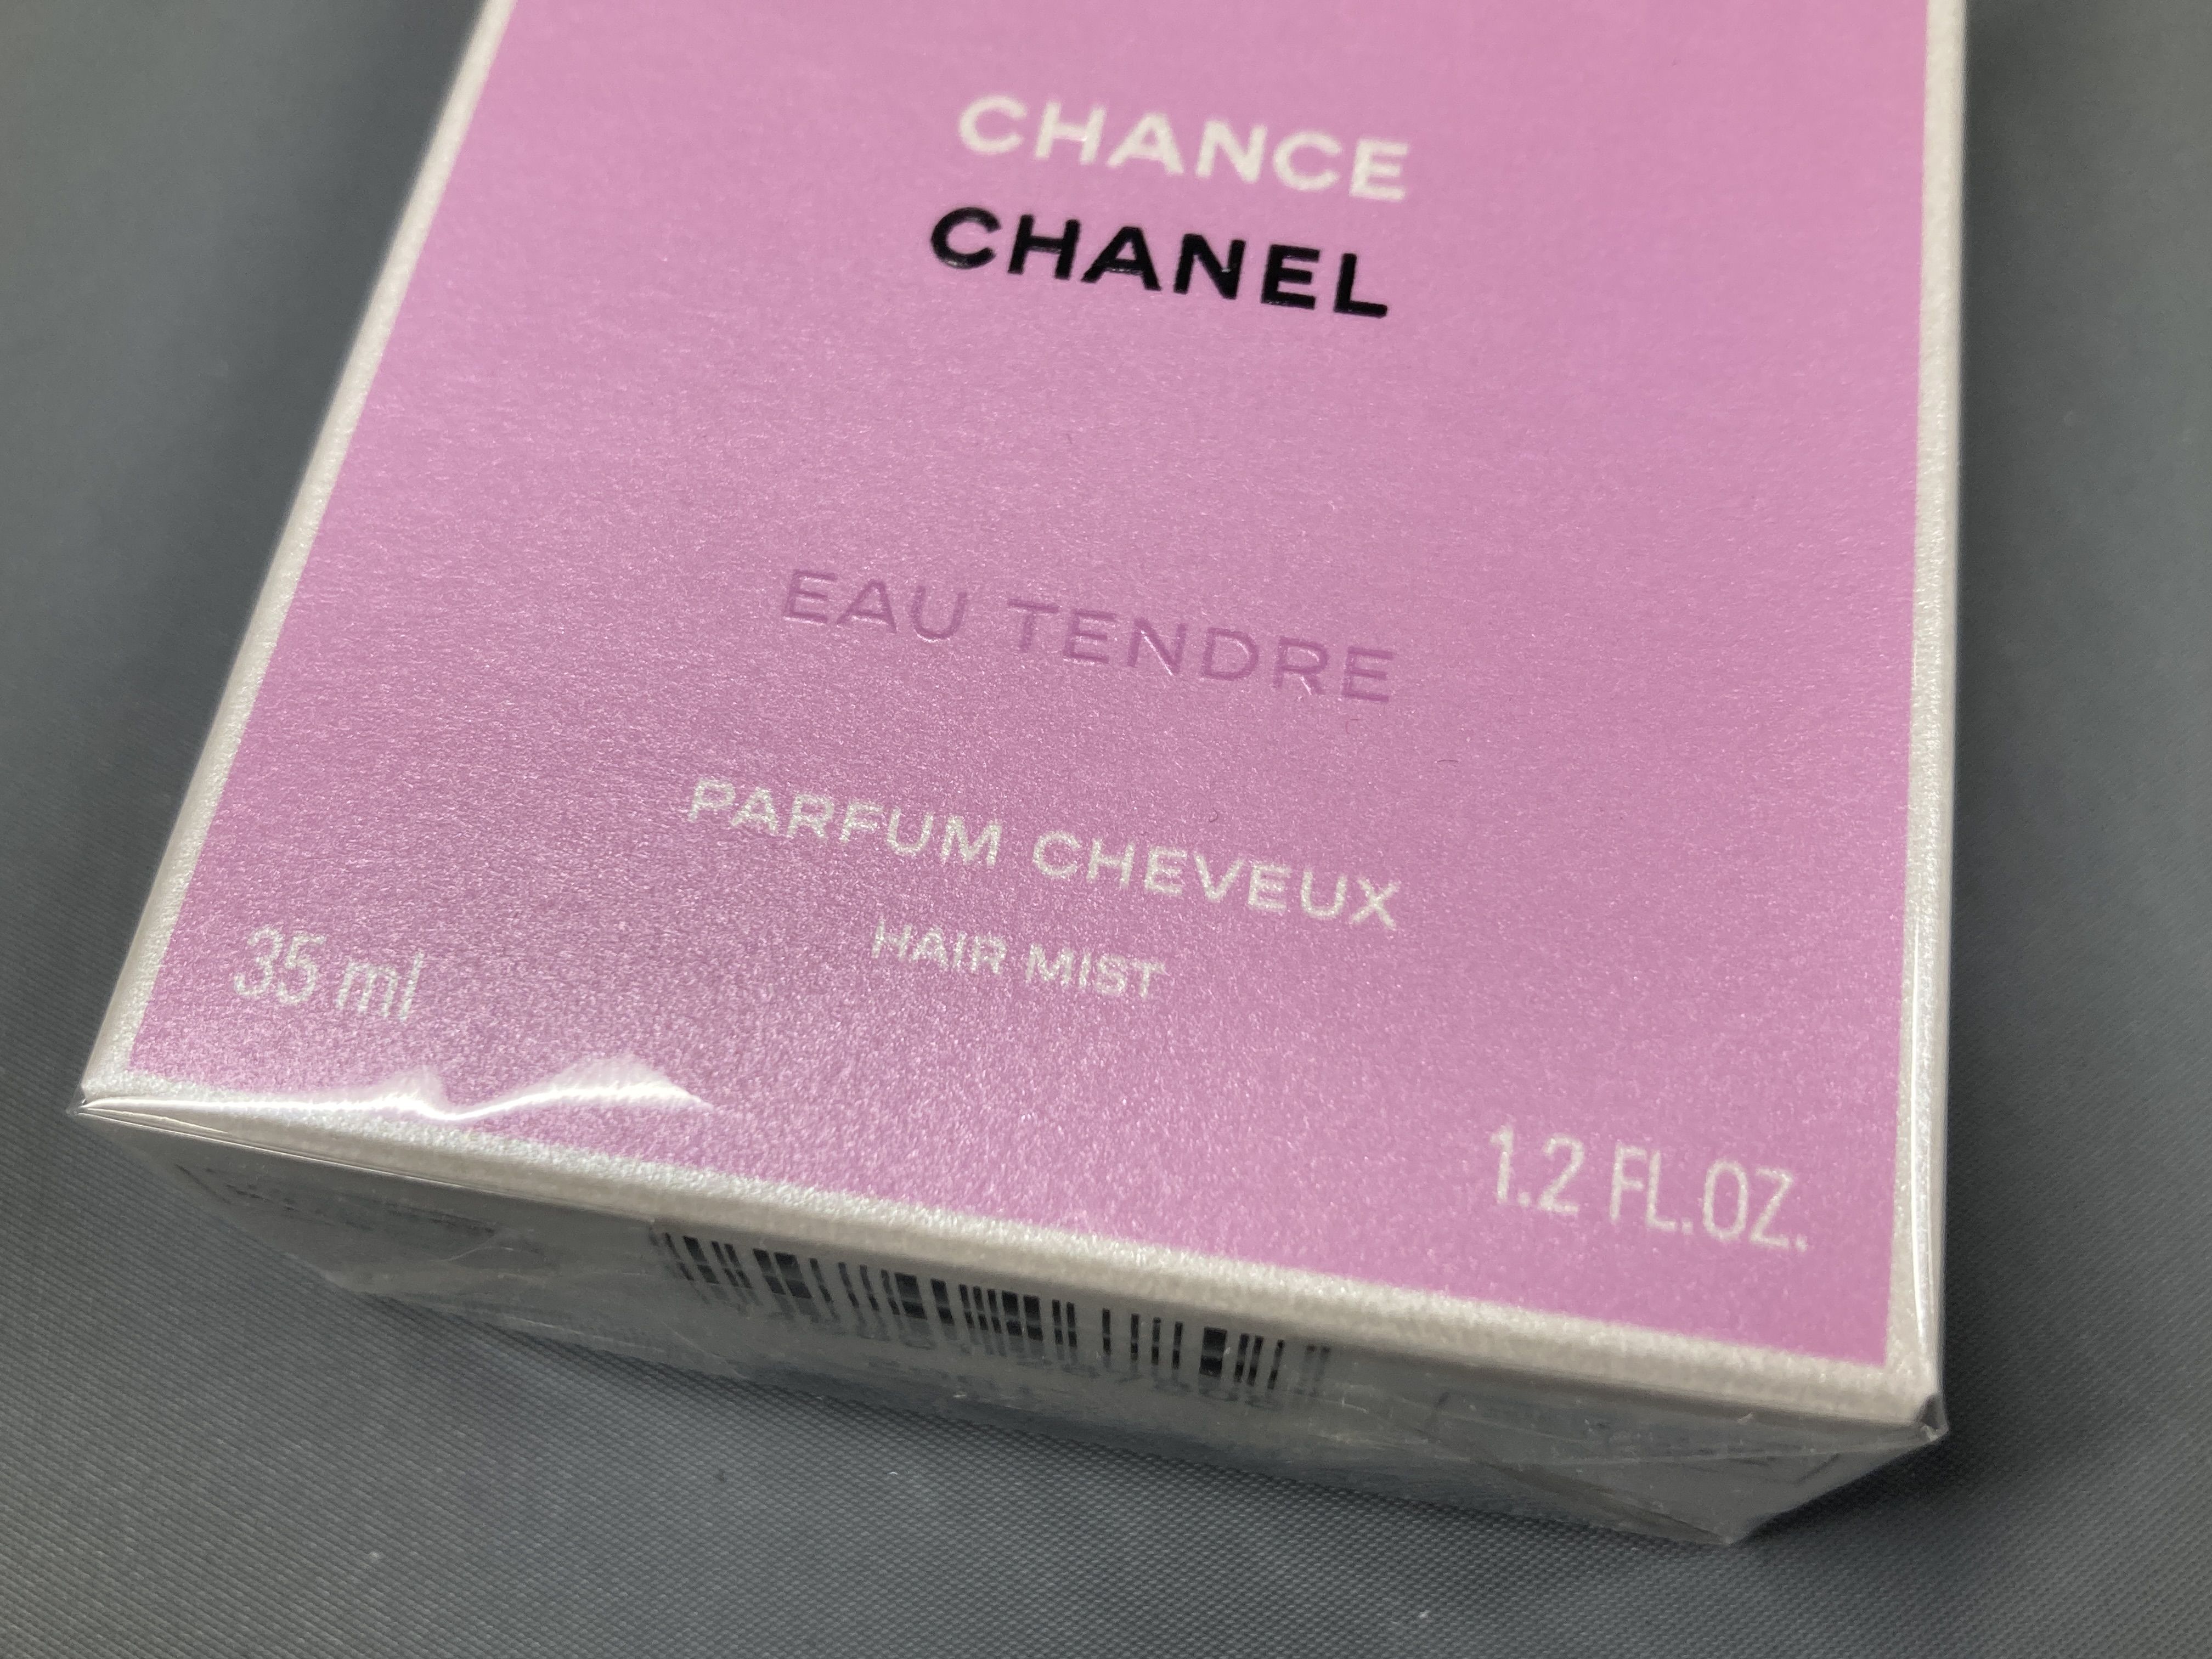 CHANCE
CHANEL
EAU TENDRE
PARFUM CHEVEUX
HAIR MIST
35 ml
1.2 FL.OZ.